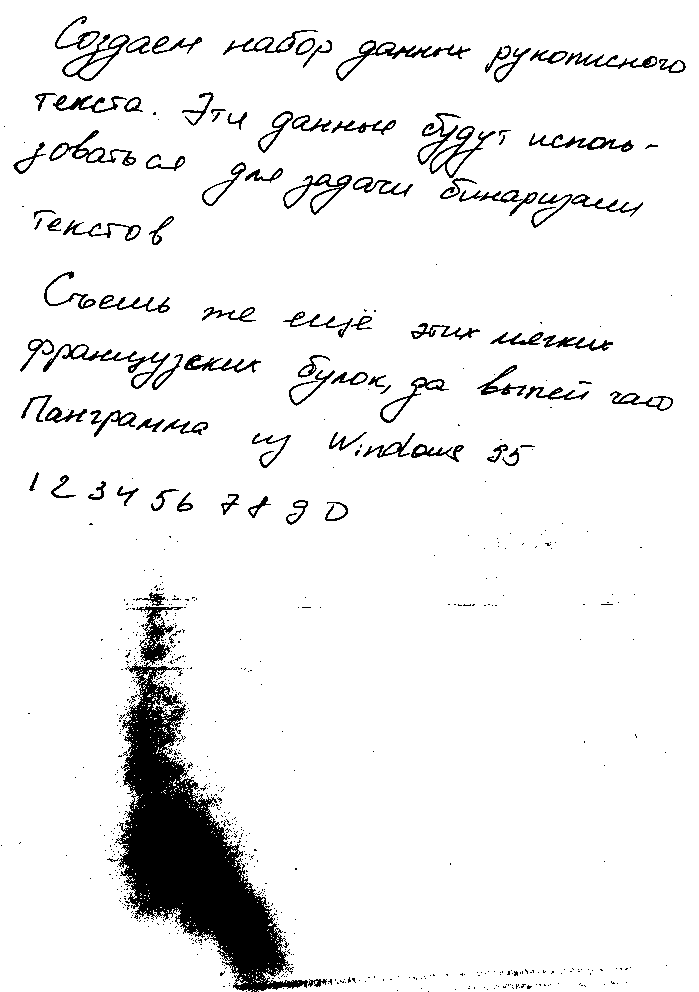 Создаем набор данных рукописного
текста. Эти данные будут исполь-
зоваться для задачи бинаризации
текстов
Съешь же ещё этих мягких
французских булок, да выпей чаю
Панграмма из Windows 95
1 2 3 4 5 6 7 8 9 0